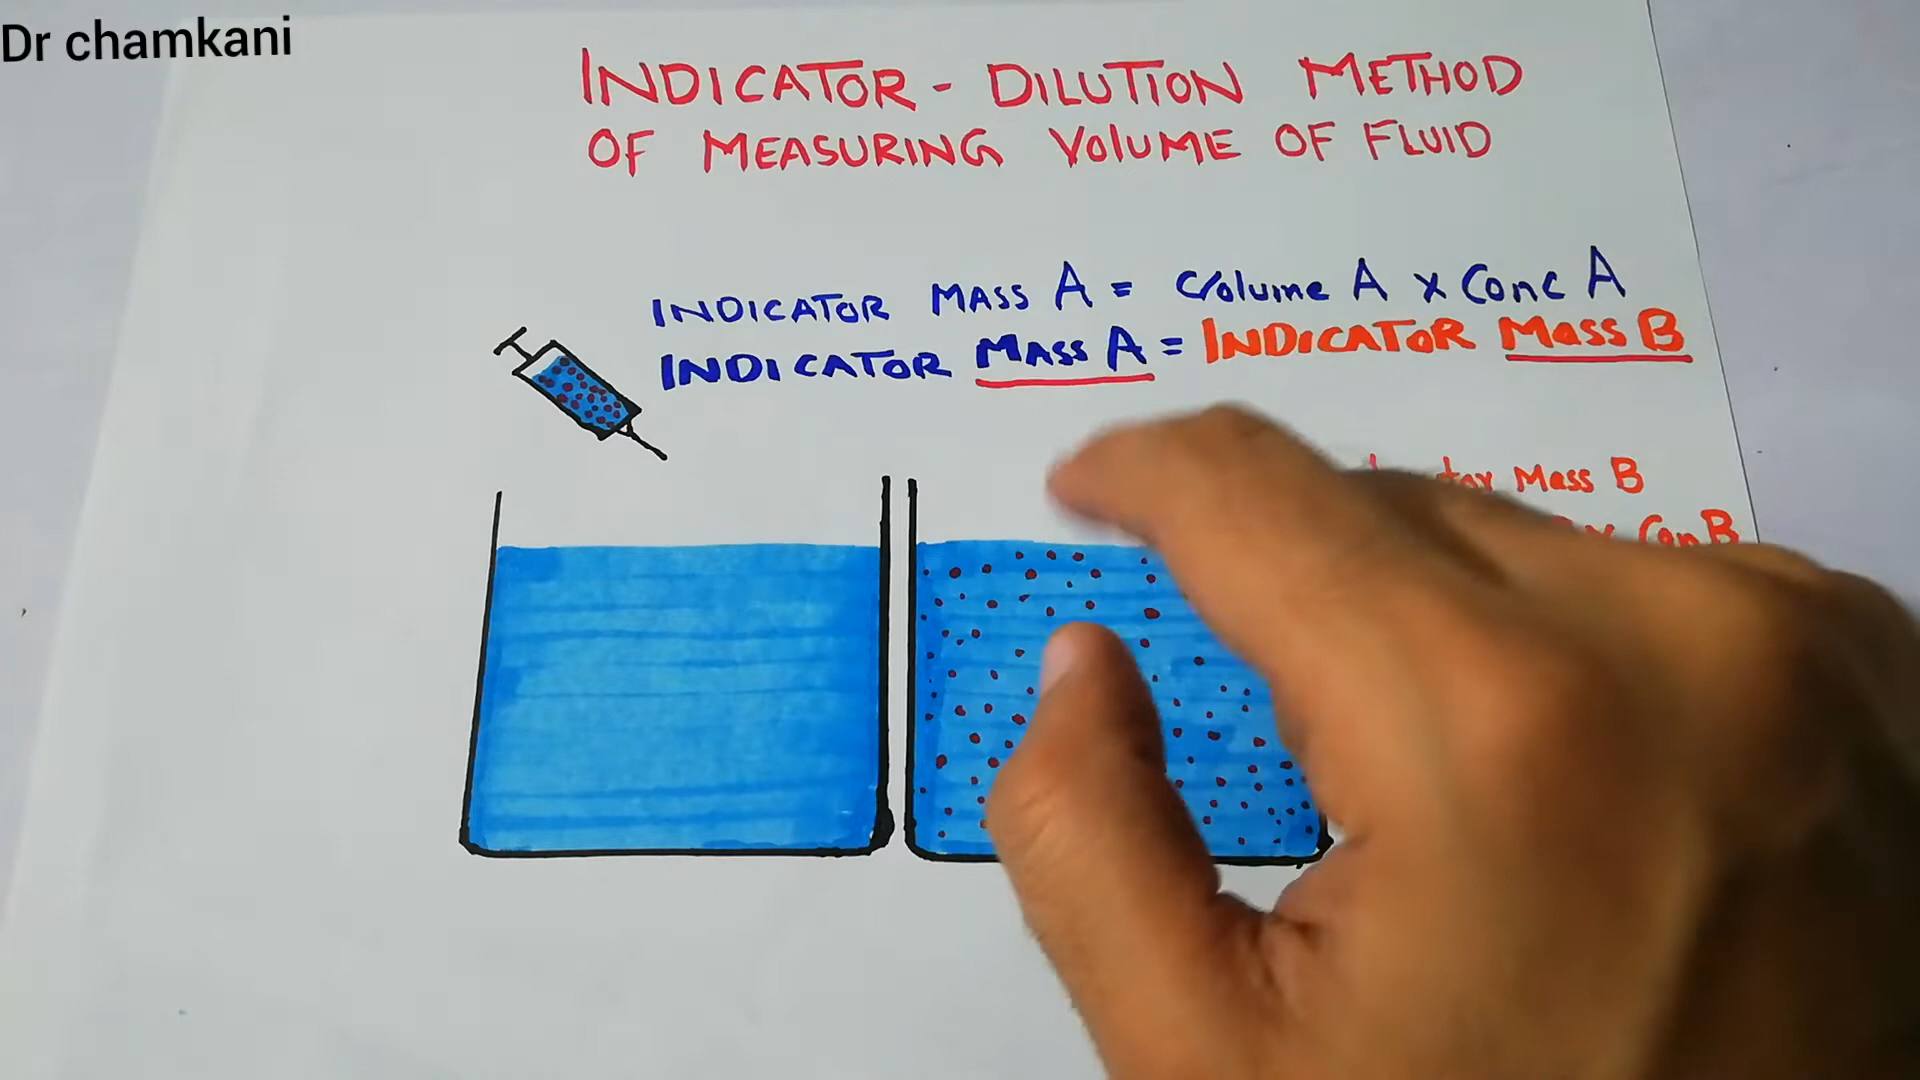 Dr chamkani
INDICATOR - DILUTION METHOD
OF MEASURING VOlUME OF FLUID
INDICATOR MASS A = Volume A x Conc A
INDICATOR MASS A = INDICATOR Mass B
Mass B
x Con B